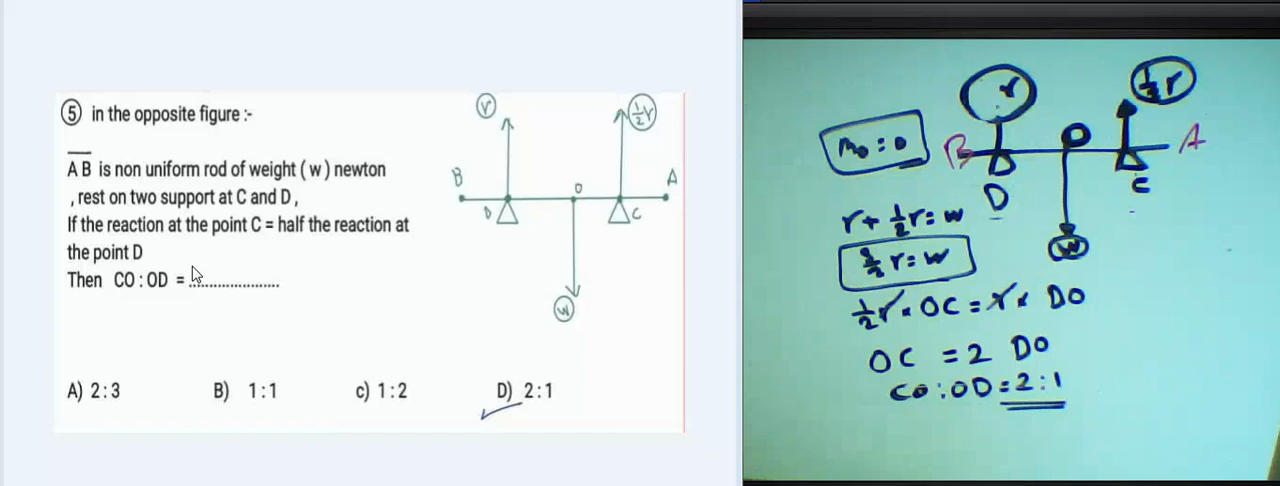 5 in the opposite figure :-
AB is non uniform rod of weight ( w ) newton
, rest on two support at C and D ,
If the reaction at the point C = half the reaction at
the point D
Then CO : OD = .....................
A) 2 : 3 B) 1 : 1 c) 1 : 2 D) 2 : 1
r ½r
B D O C A
w
r ½r
M₀ = 0
B O A
D C
w
r + ½r = w
3/2 r = w
½r × OC = r × DO
OC = 2 DO
CO : OD = 2 : 1